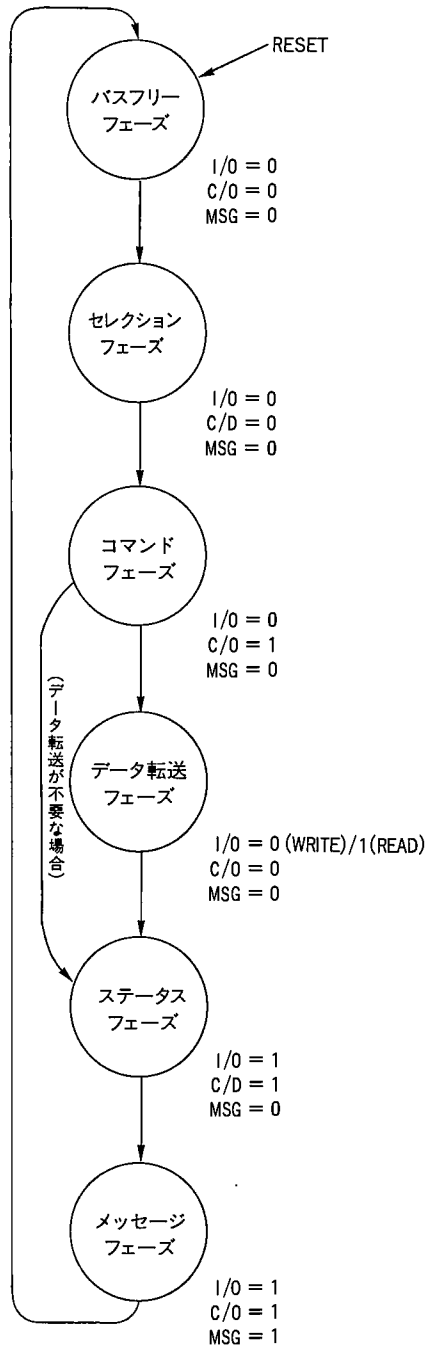 RESET
バスフリー
フェーズ
I/O = 0
C/O = 0
MSG = 0
セレクション
フェーズ
I/O = 0
C/D = 0
MSG = 0
コマンド
フェーズ
I/O = 0
C/O = 1
MSG = 0
(データ転送が不要な場合)
データ転送
フェーズ
I/O = 0 (WRITE)/1(READ)
C/O = 0
MSG = 0
ステータス
フェーズ
I/O = 1
C/D = 1
MSG = 0
メッセージ
フェーズ
I/O = 1
C/O = 1
MSG = 1